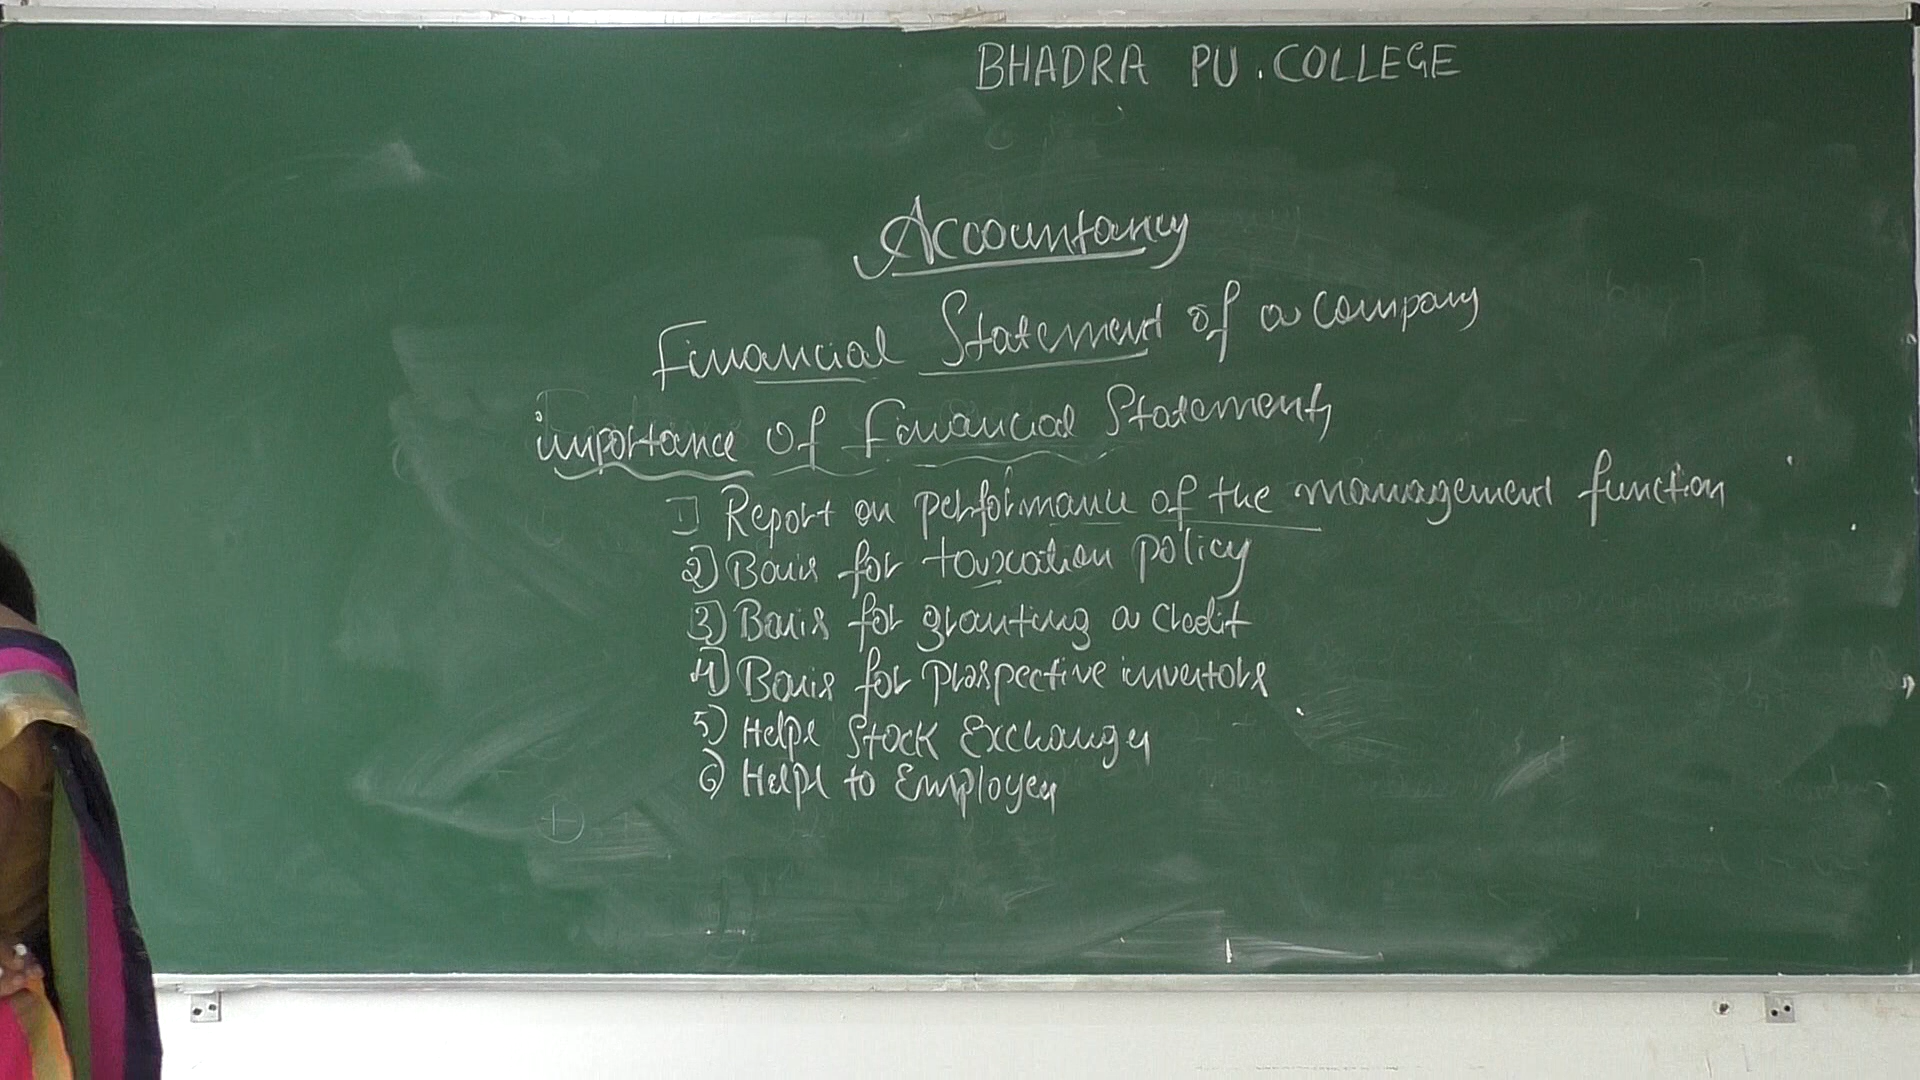 BHADRA PU.COLLEGE
Accountancy
Financial Statement of a company
importance of Financial Statements
1) Report on performance of the management function
2) Basis for taxation policy
3) Basis for granting a credit
4) Basis for prospective investors
5) Helps Stock Exchanges
6) Helps to Employees